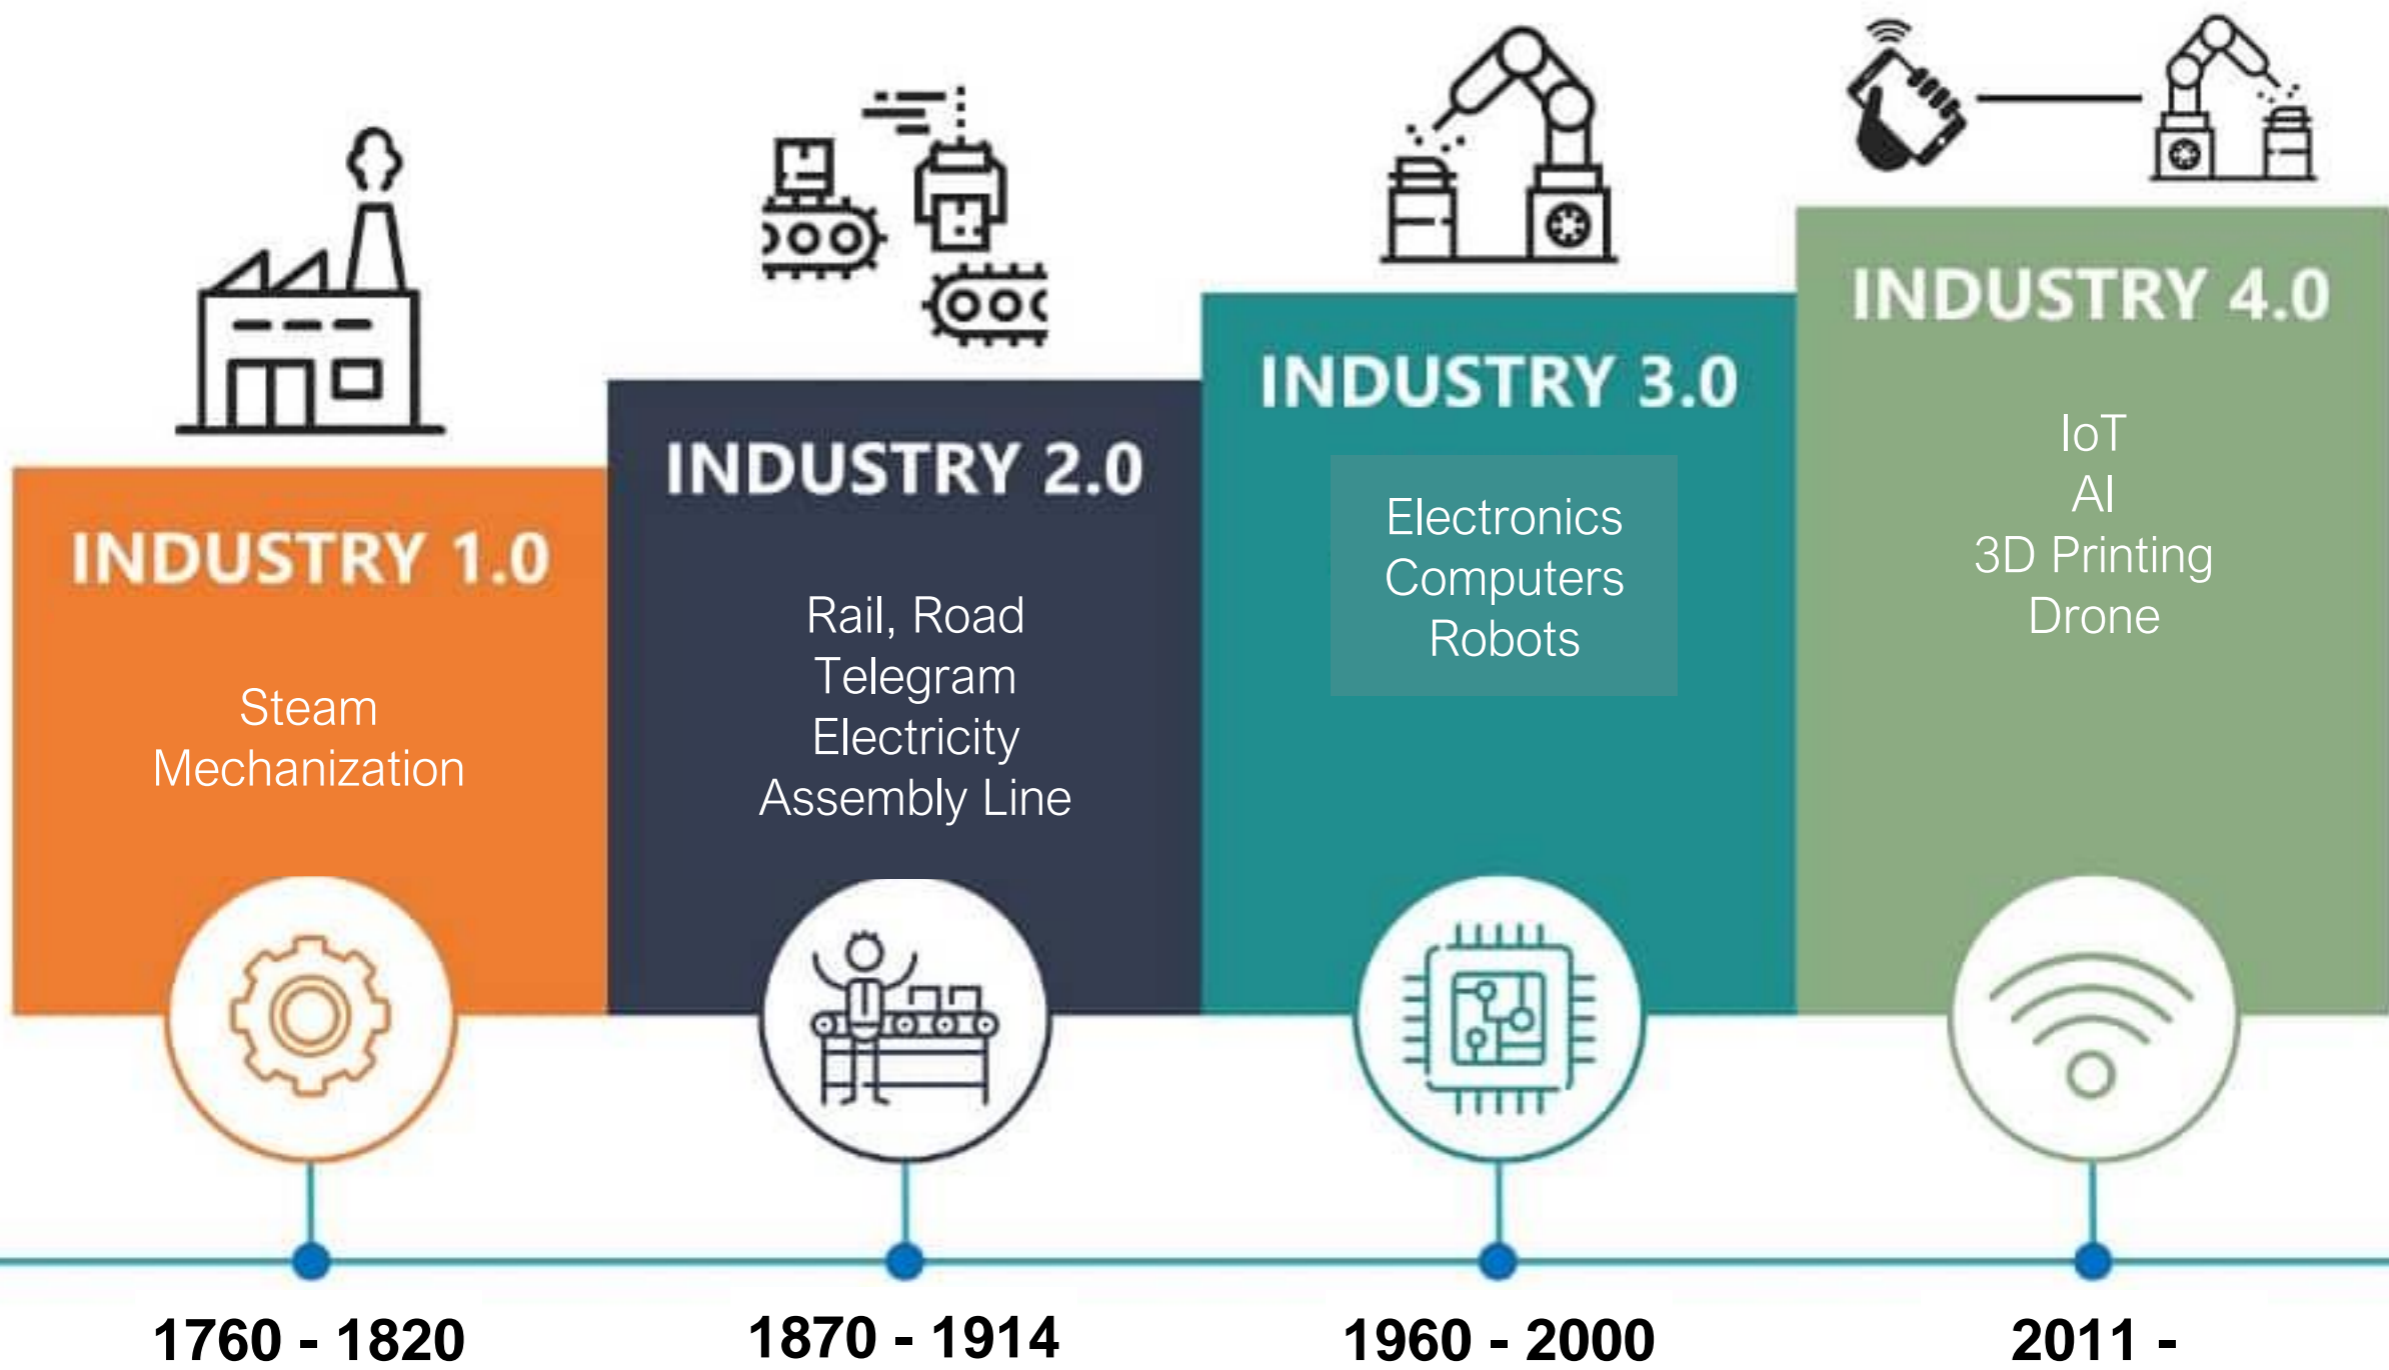 INDUSTRY 1.0
Steam
Mechanization
1760 - 1820
INDUSTRY 2.0
Rail, Road
Telegram
Electricity
Assembly Line
1870 - 1914
INDUSTRY 3.0
Electronics
Computers
Robots
1960 - 2000
INDUSTRY 4.0
IoT
AI
3D Printing
Drone
2011 -